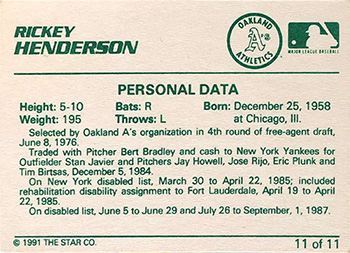 RICKEY
HENDERSON
OAKLAND
A's
ATHLETICS
MAJOR LEAGUE BASEBALL
PERSONAL DATA
Height: 5-10 Bats: R Born: December 25, 1958
Weight: 195 Throws: L at Chicago, Ill.
Selected by Oakland A's organization in 4th round of free-agent draft,
June 8, 1976.
Traded with Pitcher Bert Bradley and cash to New York Yankees for
Outfielder Stan Javier and Pitchers Jay Howell, Jose Rijo, Eric Plunk and
Tim Birtsas, December 5, 1984.
On New York disabled list, March 30 to April 22, 1985; included
rehabilitation disability assignment to Fort Lauderdale, April 19 to April
22, 1985.
On disabled list, June 5 to June 29 and July 26 to September 1, 1987.
© 1991 THE STAR CO. 11 of 11